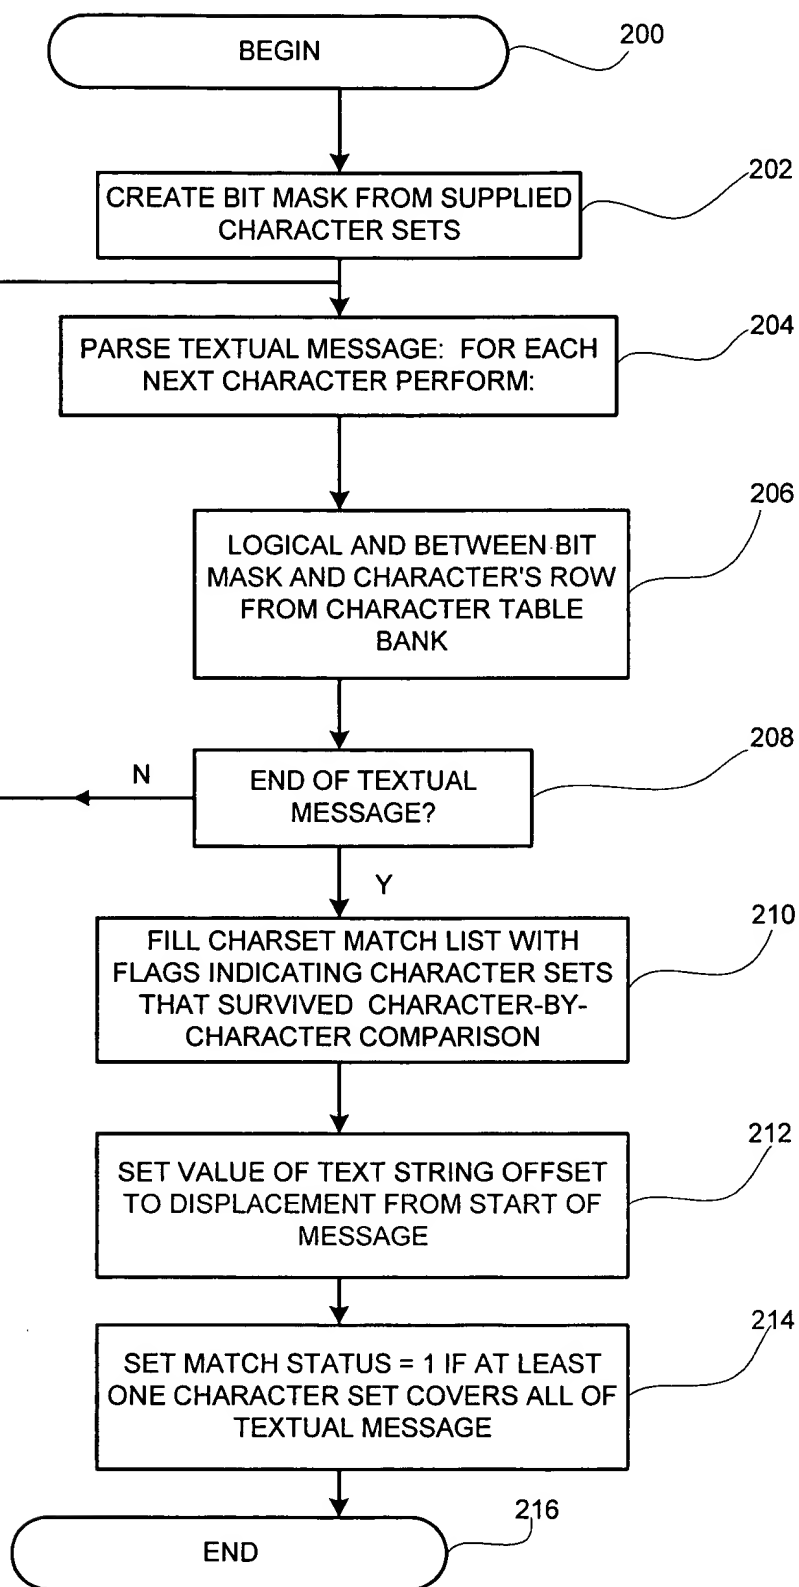 BEGIN
200
CREATE BIT MASK FROM SUPPLIED
CHARACTER SETS
202
PARSE TEXTUAL MESSAGE: FOR EACH
NEXT CHARACTER PERFORM:
204
LOGICAL AND BETWEEN BIT
MASK AND CHARACTER'S ROW
FROM CHARACTER TABLE
BANK
206
END OF TEXTUAL
MESSAGE?
208
N
Y
FILL CHARSET MATCH LIST WITH
FLAGS INDICATING CHARACTER SETS
THAT SURVIVED CHARACTER-BY-
CHARACTER COMPARISON
210
SET VALUE OF TEXT STRING OFFSET
TO DISPLACEMENT FROM START OF
MESSAGE
212
SET MATCH STATUS = 1 IF AT LEAST
ONE CHARACTER SET COVERS ALL OF
TEXTUAL MESSAGE
214
END
216